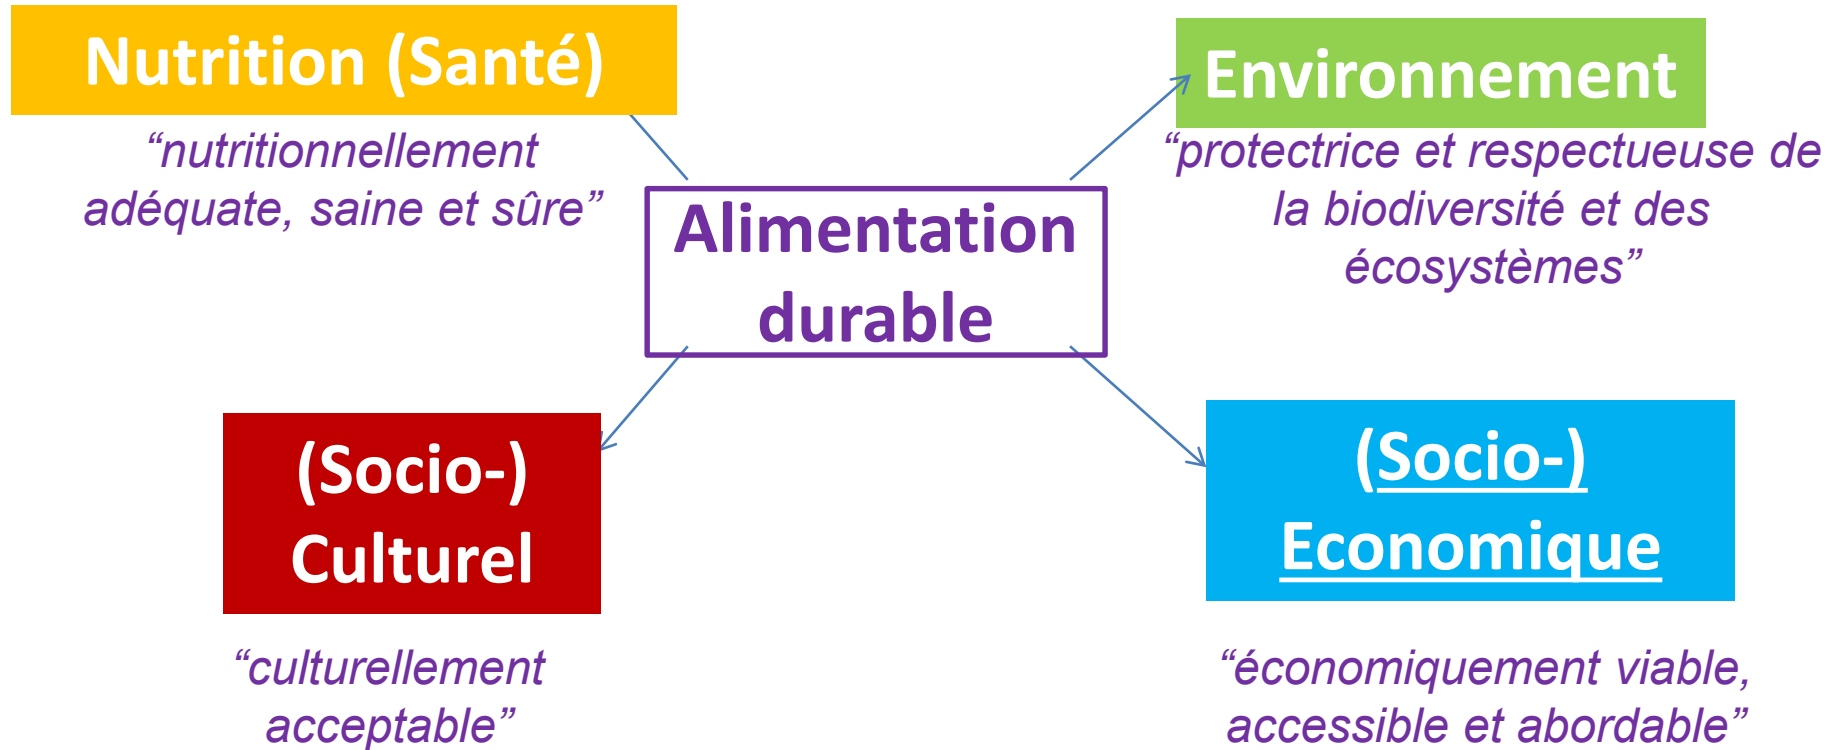 Nutrition (Santé)
“nutritionnellement
adéquate, saine et sûre”
Environnement
“protectrice et respectueuse de
la biodiversité et des
écosystèmes”
Alimentation
durable
(Socio-)
Culturel
“culturellement
acceptable”
(Socio-)
Economique
“économiquement viable,
accessible et abordable”